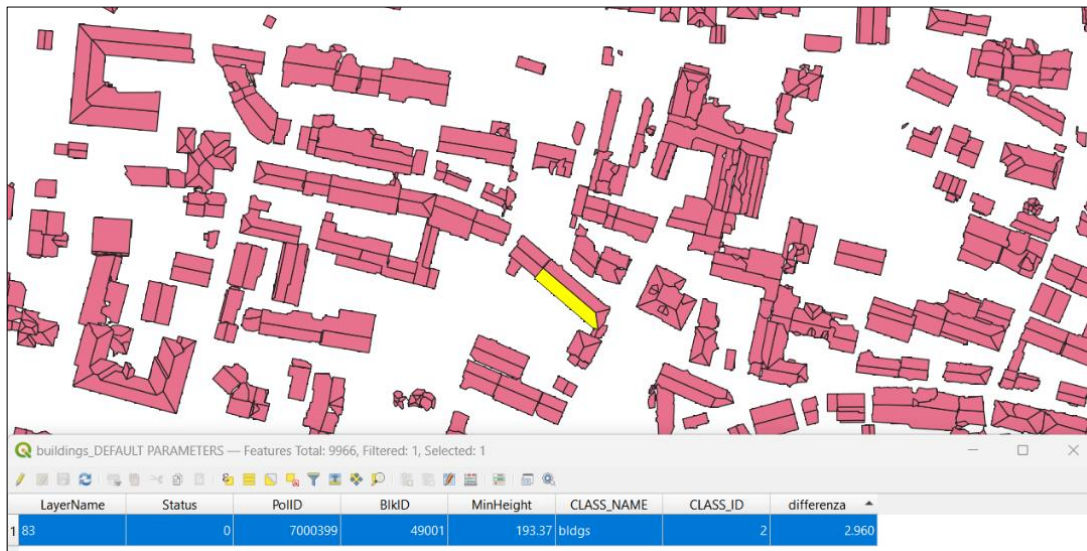 buildings_DEFAULT PARAMETERS — Features Total: 9966, Filtered: 1, Selected: 1
LayerName Status PolID BlkID MinHeight CLASS_NAME CLASS_ID differenza
1 83 0 7000399 49001 193.37 bldgs 2 2.960